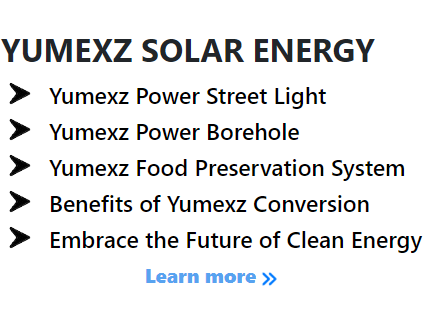 YUMEXZ SOLAR ENERGY
Yumexz Power Street Light
Yumexz Power Borehole
Yumexz Food Preservation System
Benefits of Yumexz Conversion
Embrace the Future of Clean Energy
Learn more »